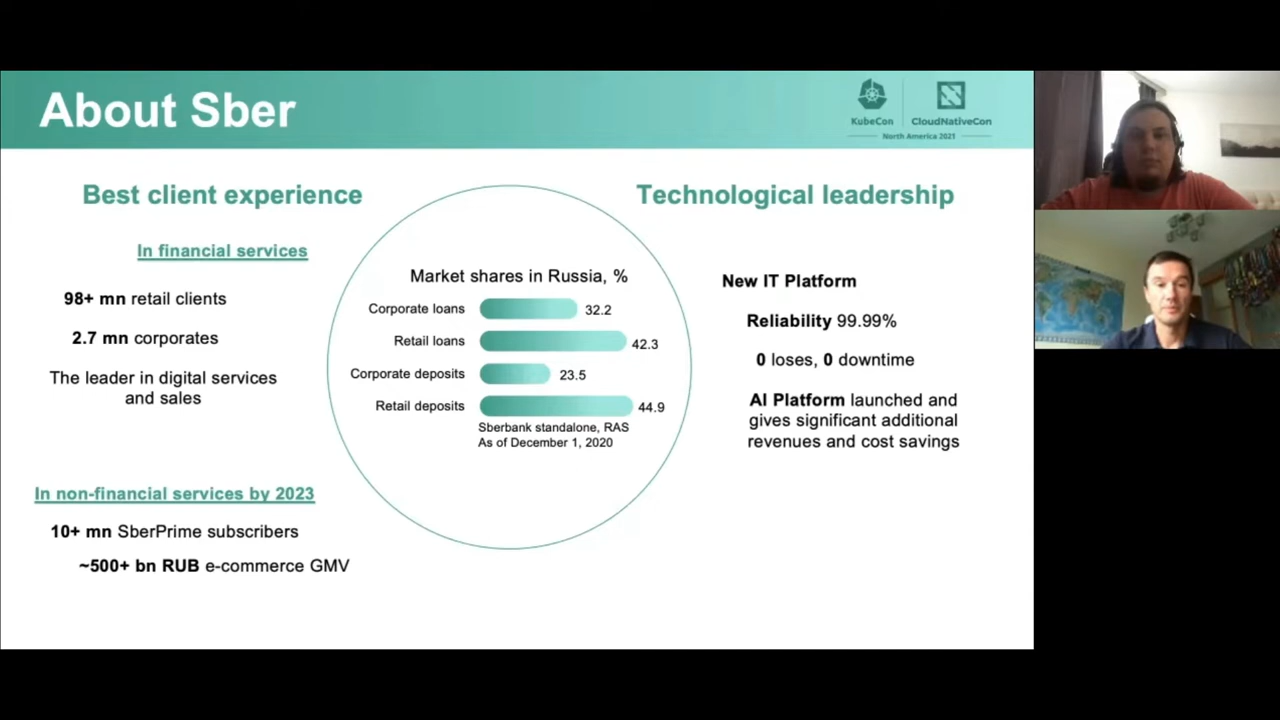 About Sber
KubeCon
CloudNativeCon
North America 2021
Best client experience
In financial services
98+ mn retail clients
2.7 mn corporates
The leader in digital services
and sales
In non-financial services by 2023
10+ mn SberPrime subscribers
~500+ bn RUB e-commerce GMV
Market shares in Russia, %
Corporate loans 32.2
Retail loans 42.3
Corporate deposits 23.5
Retail deposits 44.9
Sberbank standalone, RAS
As of December 1, 2020
Technological leadership
New IT Platform
Reliability 99.99%
0 loses, 0 downtime
AI Platform launched and
gives significant additional
revenues and cost savings